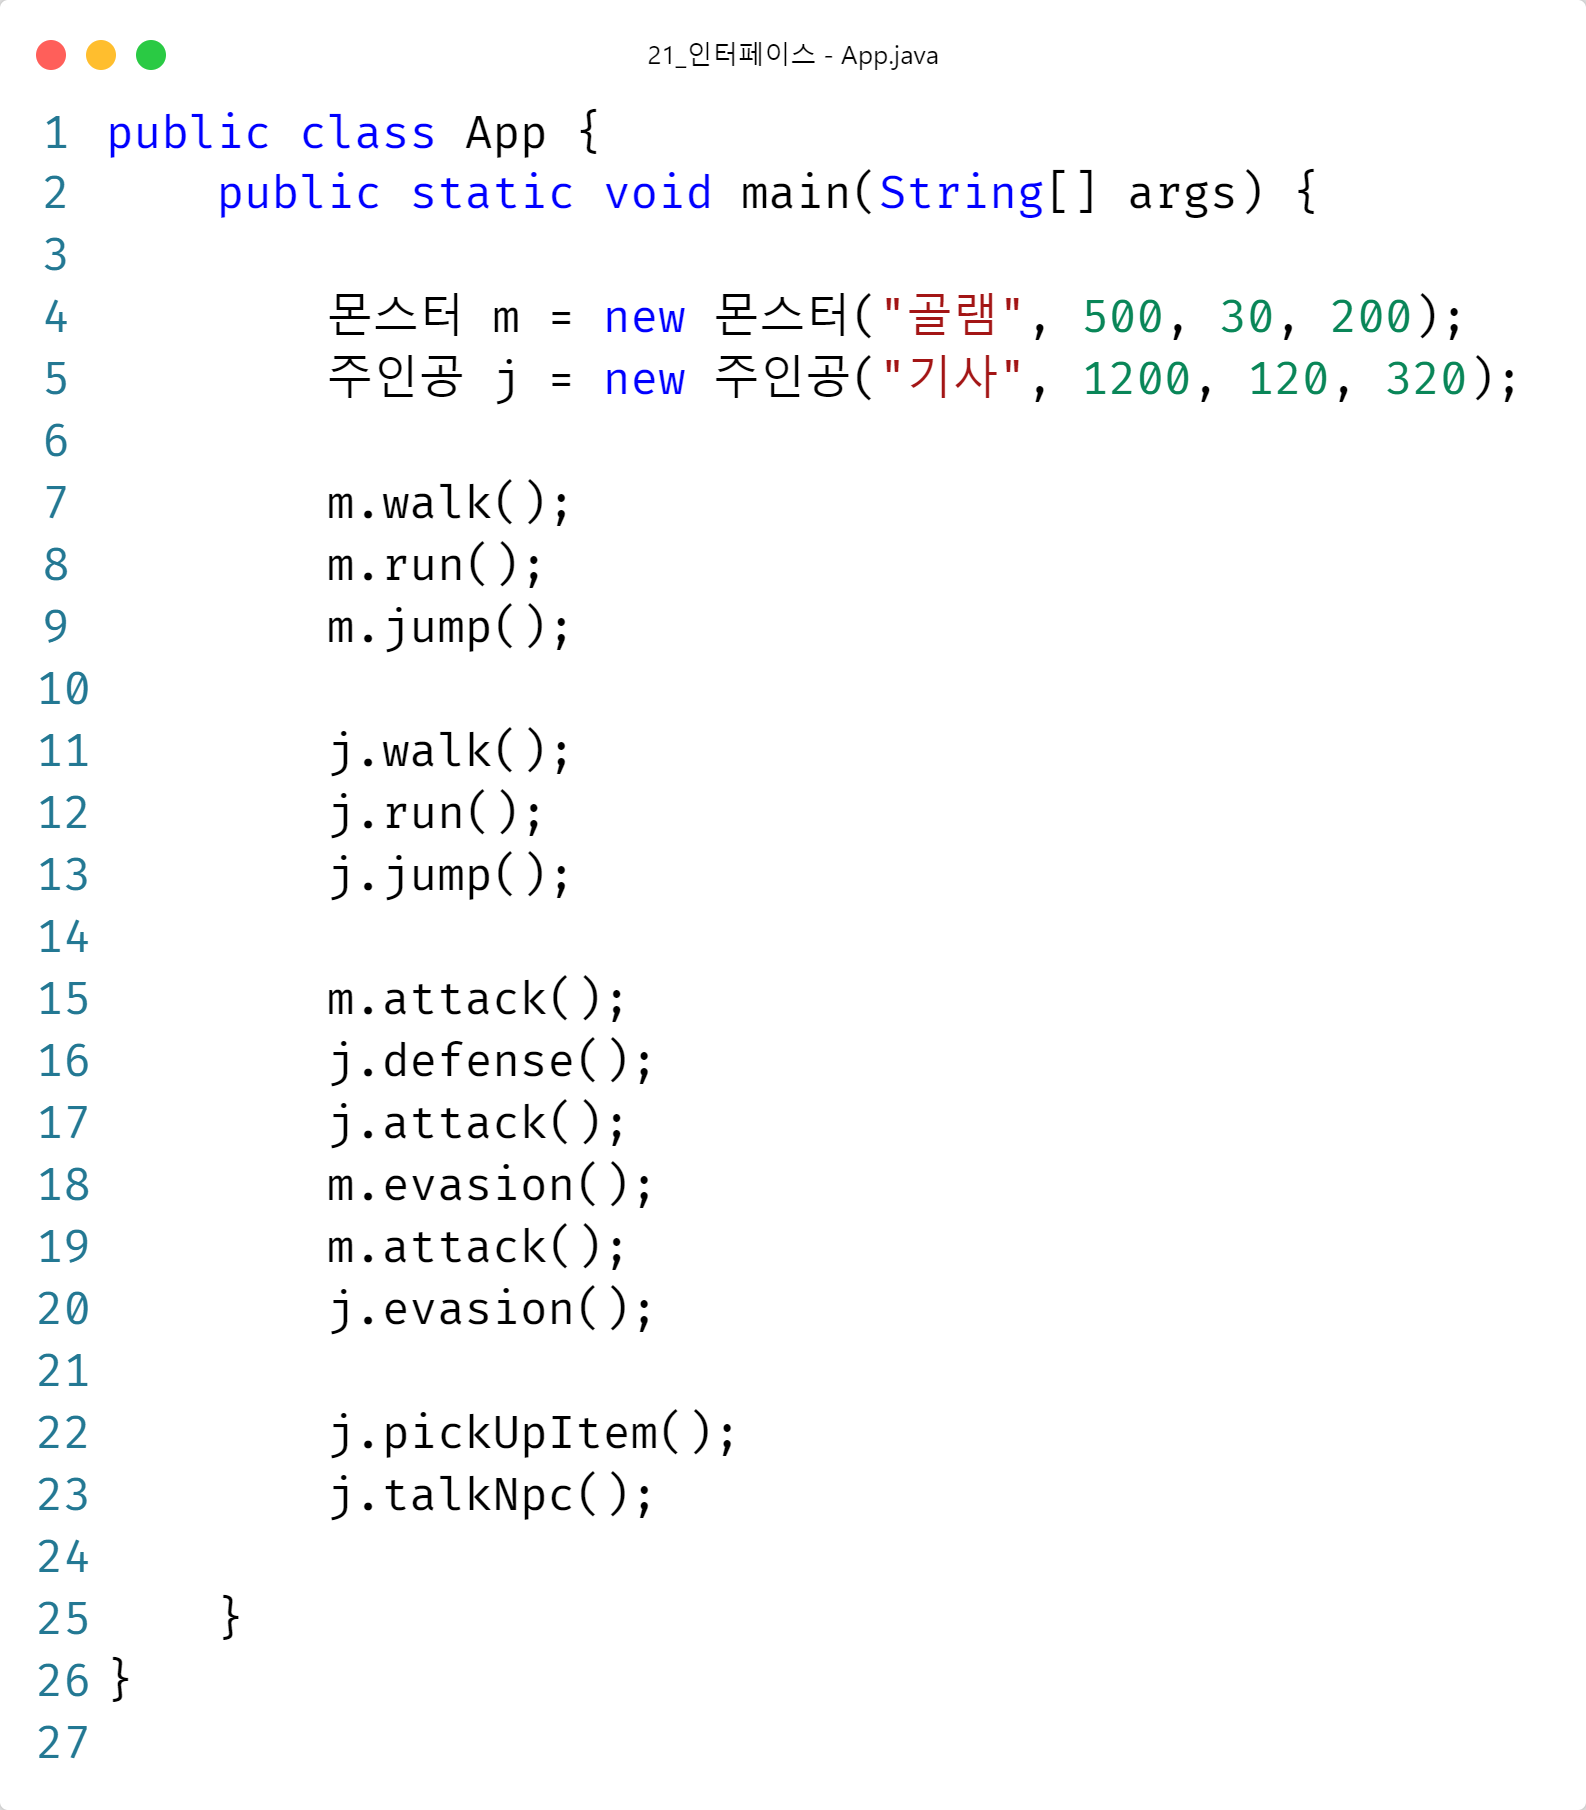 21_인터페이스 - App.java
1 public class App {
2     public static void main(String[] args) {
3
4         몬스터 m = new 몬스터("골램", 500, 30, 200);
5         주인공 j = new 주인공("기사", 1200, 120, 320);
6
7         m.walk();
8         m.run();
9         m.jump();
10
11         j.walk();
12         j.run();
13         j.jump();
14
15         m.attack();
16         j.defense();
17         j.attack();
18         m.evasion();
19         m.attack();
20         j.evasion();
21
22         j.pickUpItem();
23         j.talkNpc();
24
25     }
26 }
27